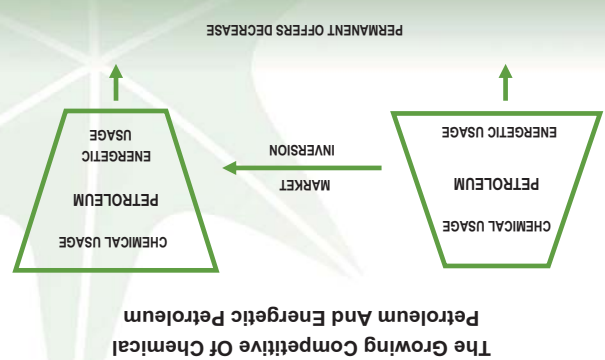 The Growing Competitive Of Chemical
Petroleum And Energetic Petroleum
CHEMICAL USAGE
PETROLEUM
ENERGETIC USAGE
MARKET
INVERSION
CHEMICAL USAGE
PETROLEUM
ENERGETIC
USAGE
PERMANENT OFFERS DECREASE